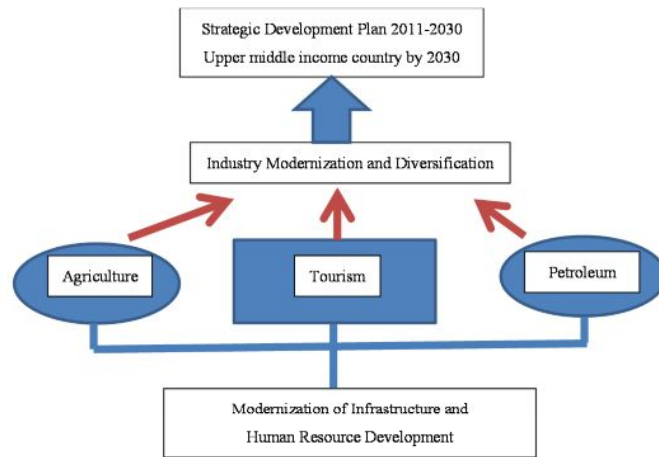 Strategic Development Plan 2011-2030
Upper middle income country by 2030
Industry Modernization and Diversification
Agriculture
Tourism
Petroleum
Modernization of Infrastructure and
Human Resource Development